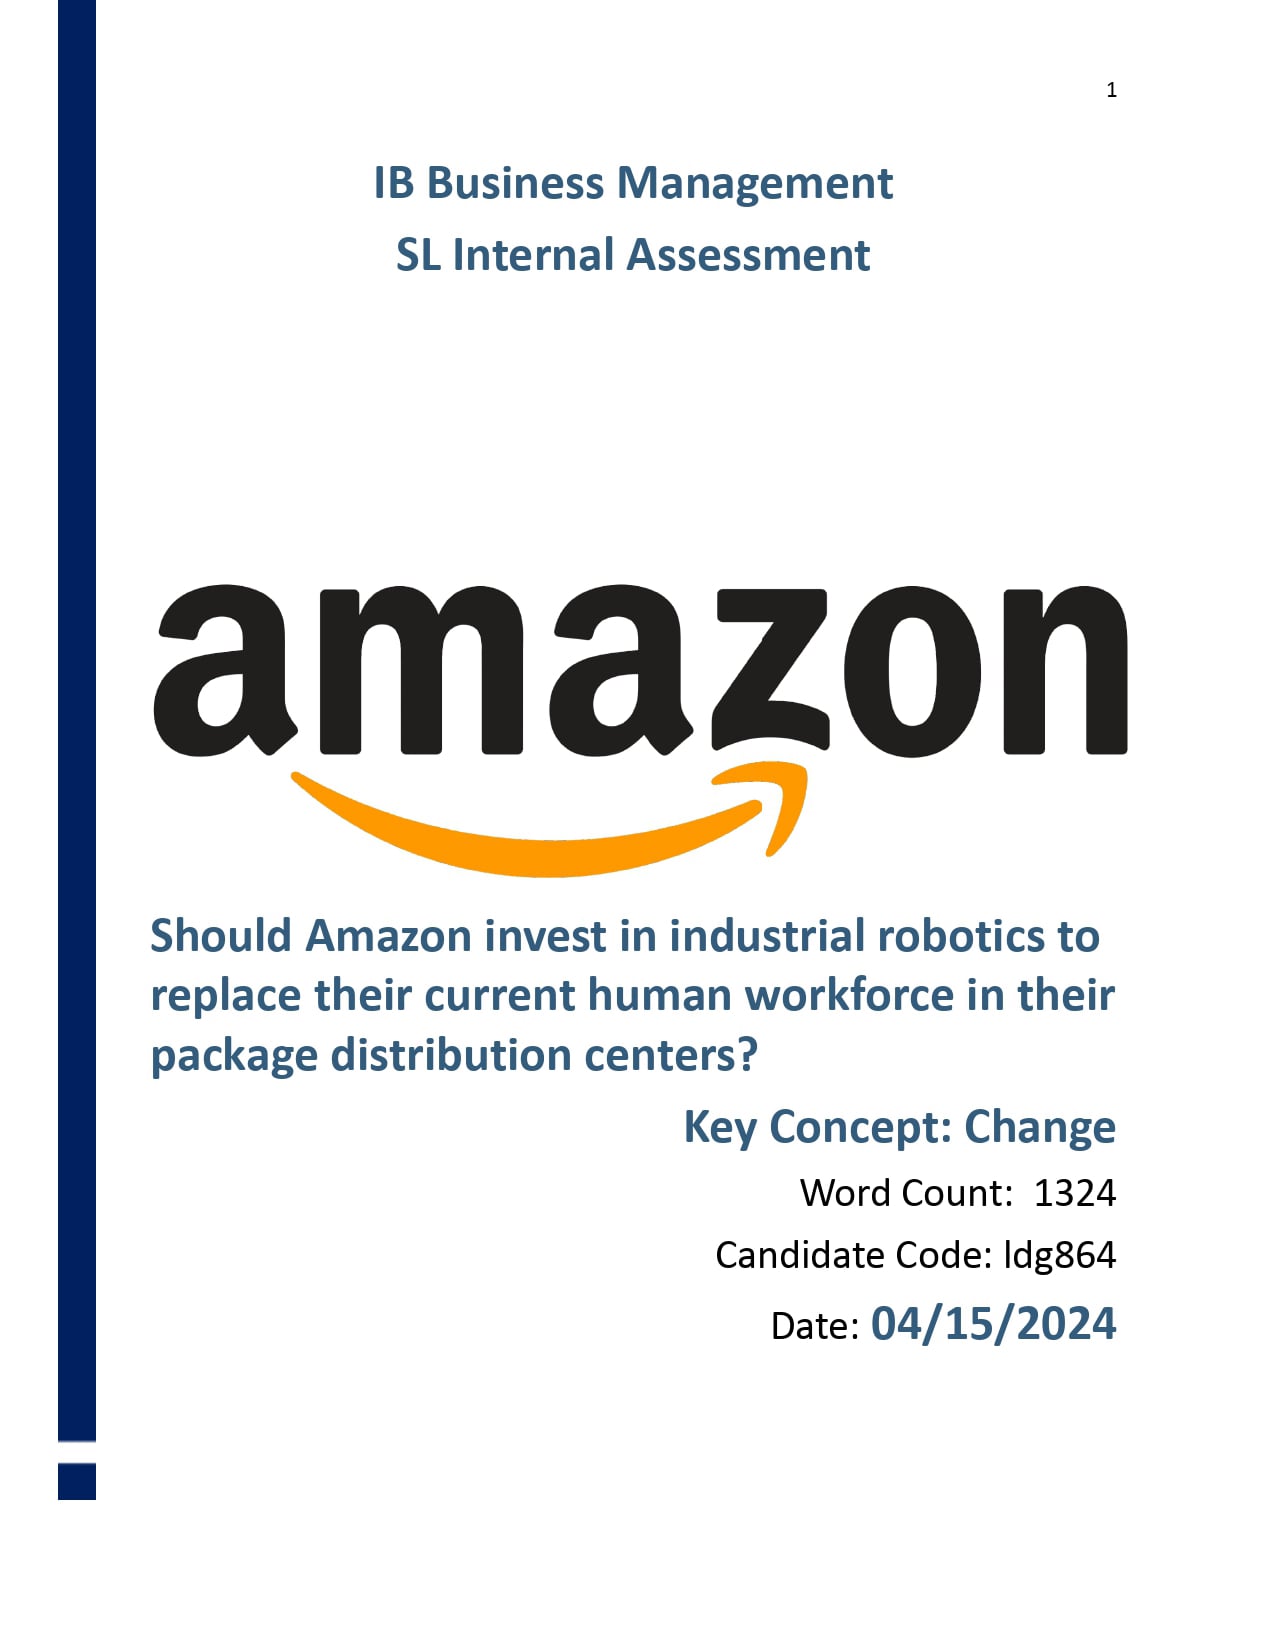 1
IB Business Management
SL Internal Assessment
amazon
Should Amazon invest in industrial robotics to
replace their current human workforce in their
package distribution centers?
Key Concept: Change
Word Count:  1324
Candidate Code: ldg864
Date: 04/15/2024